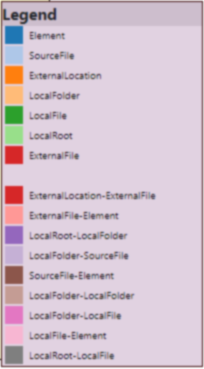 Legend
Element
SourceFile
ExternalLocation
LocalFolder
LocalFile
LocalRoot
ExternalFile
ExternalLocation-ExternalFile
ExternalFile-Element
LocalRoot-LocalFolder
LocalFolder-SourceFile
SourceFile-Element
LocalFolder-LocalFolder
LocalFolder-LocalFile
LocalFile-Element
LocalRoot-LocalFile